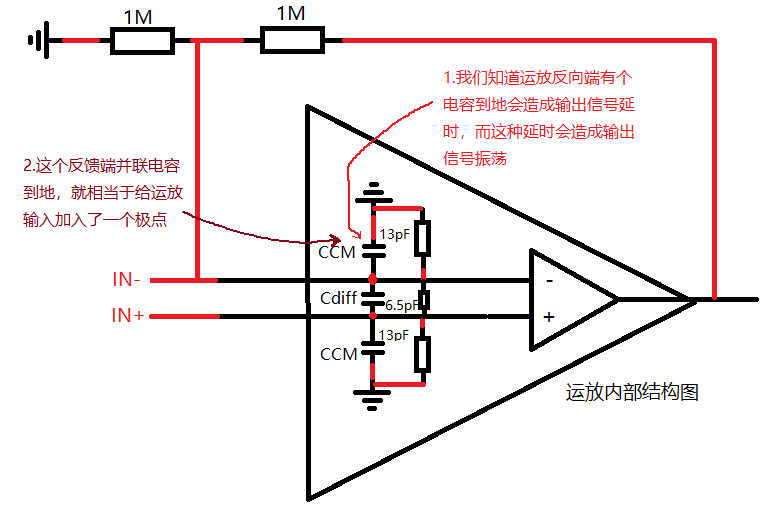 1M
1M
1.我们知道运放反向端有个
电容到地会造成输出信号延
时，而这种延时会造成输出
信号振荡
2.这个反馈端并联电容
到地，就相当于给运放
输入加入了一个极点
13pF
CCM
IN-
-
Cdiff
6.5pF
IN+
+
13pF
CCM
运放内部结构图